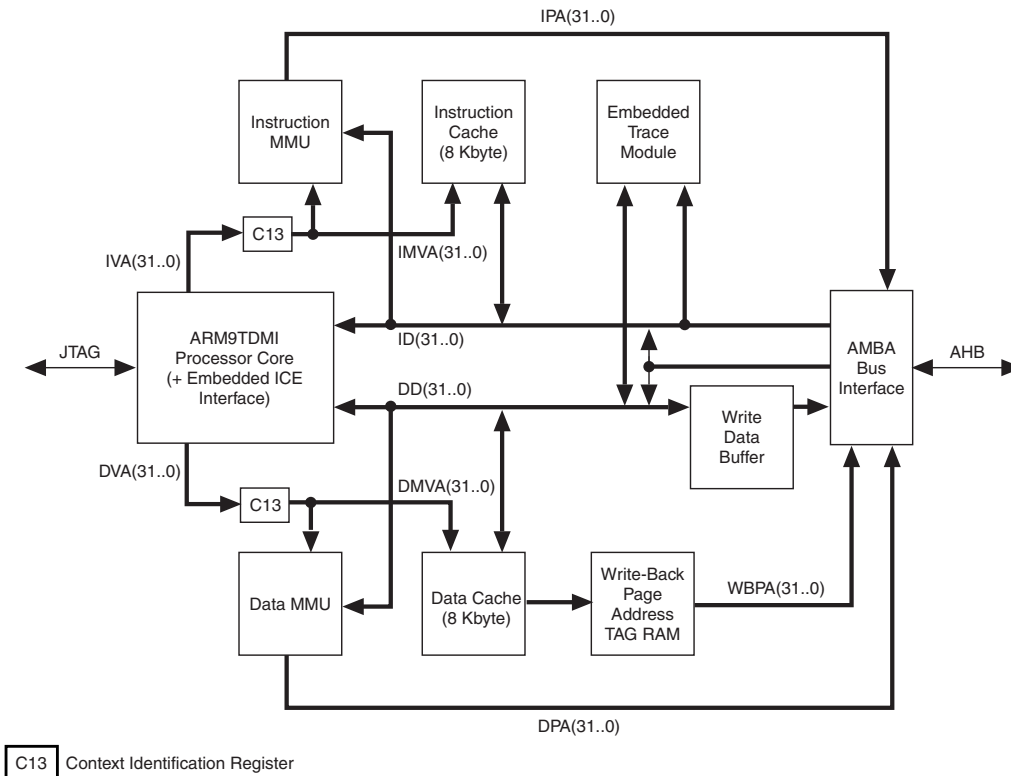 IPA(31..0)
Instruction
MMU
Instruction
Cache
(8 Kbyte)
Embedded
Trace
Module
C13
IVA(31..0)
IMVA(31..0)
ARM9TDMI
Processor Core
(+ Embedded ICE
Interface)
JTAG
ID(31..0)
DD(31..0)
AMBA
Bus
Interface
AHB
Write
Data
Buffer
DVA(31..0)
C13
DMVA(31..0)
Data MMU
Data Cache
(8 Kbyte)
Write-Back
Page
Address
TAG RAM
WBPA(31..0)
DPA(31..0)
C13 Context Identification Register